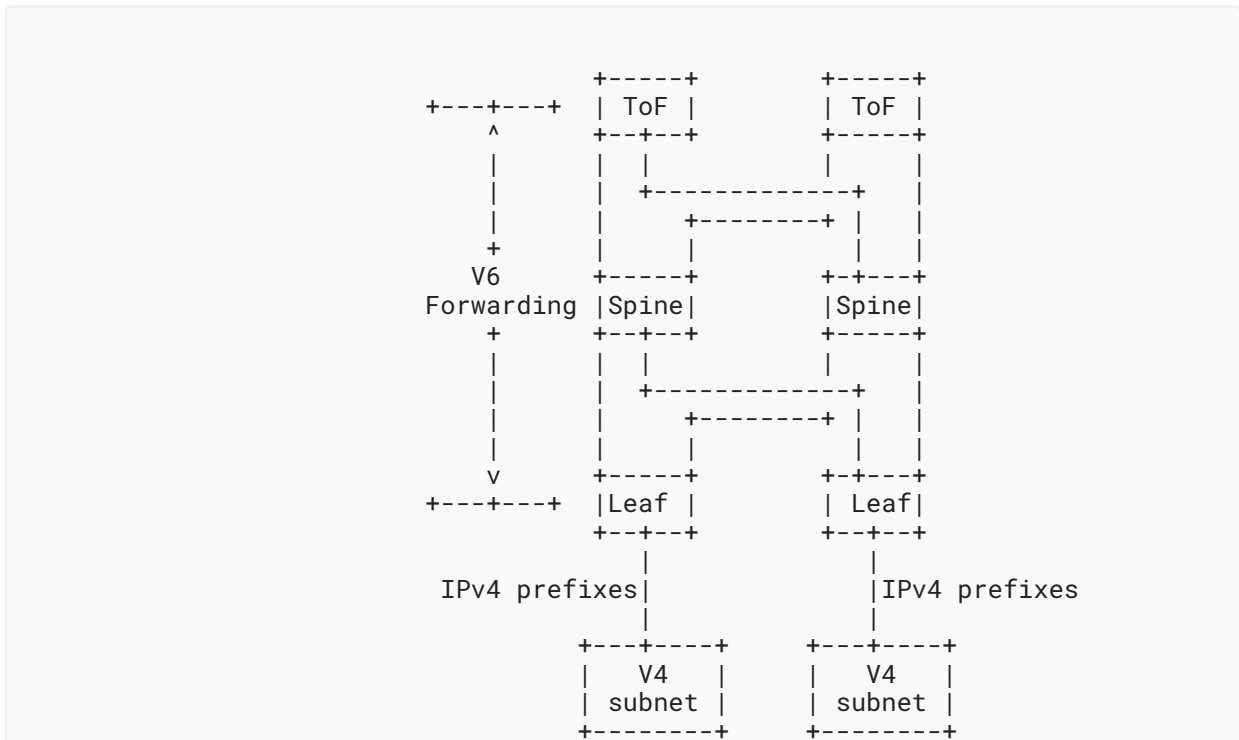 ToF ToF
V6
Forwarding Spine Spine
Leaf Leaf
IPv4 prefixes IPv4 prefixes
V4 V4
subnet subnet